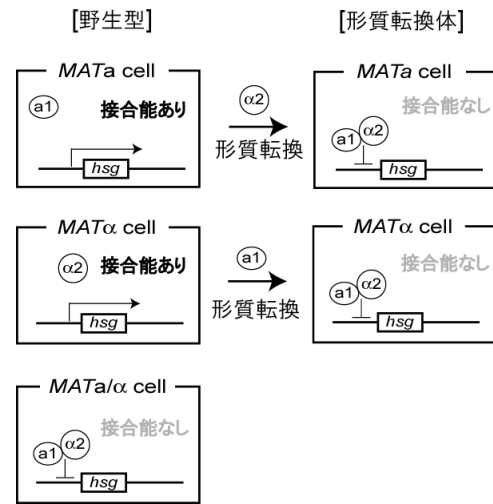 [野生型]
[形質転換体]
MATa cell
a1
接合能あり
hsg
α2
形質転換
MATa cell
接合能なし
a1
α2
hsg
MATα cell
α2
接合能あり
hsg
a1
形質転換
MATα cell
接合能なし
a1
α2
hsg
MATa/α cell
接合能なし
a1
α2
hsg